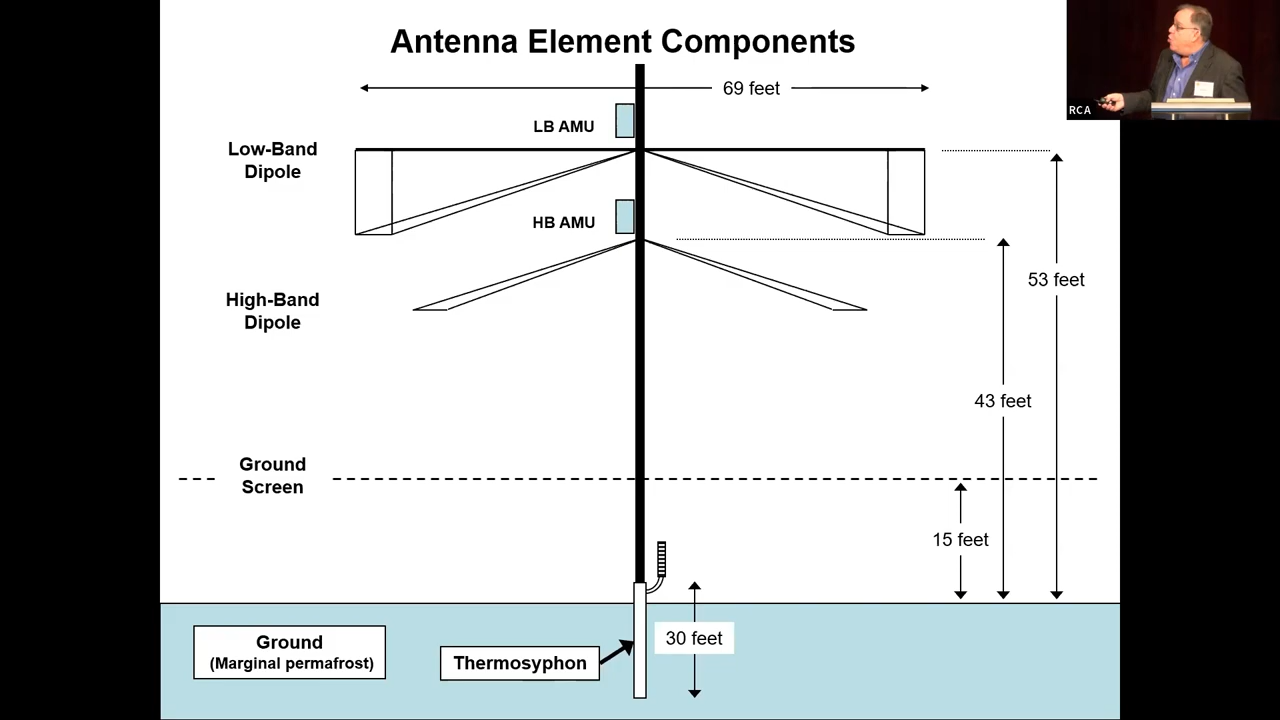 Antenna Element Components
69 feet
LB AMU
Low-Band
Dipole
HB AMU
High-Band
Dipole
53 feet
43 feet
Ground
Screen
15 feet
Ground
(Marginal permafrost)
Thermosyphon
30 feet
RCA